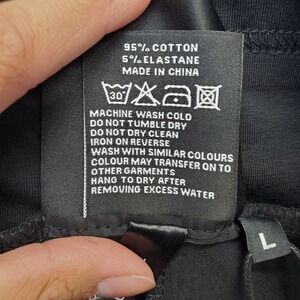 95% COTTON
5% ELASTANE
MADE IN CHINA
30°
MACHINE WASH COLD
DO NOT TUMBLE DRY
DO NOT DRY CLEAN
IRON ON REVERSE
WASH WITH SIMILAR COLOURS
COLOUR MAY TRANSFER ON TO
OTHER GARMENTS
HANG TO DRY AFTER
REMOVING EXCESS WATER
L